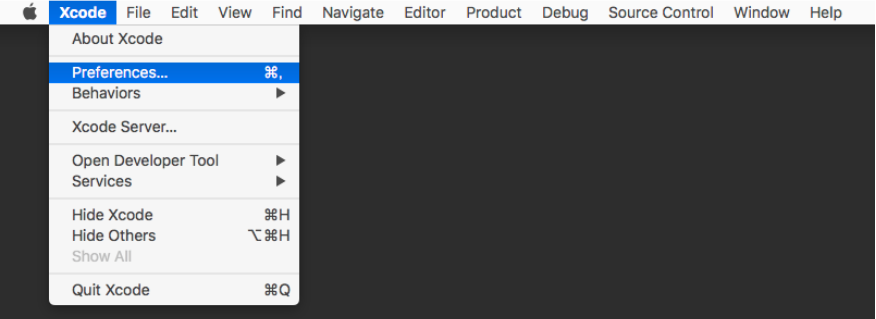 Xcode File Edit View Find Navigate Editor Product Debug Source Control Window Help
About Xcode
Preferences... ⌘,
Behaviors ▶
Xcode Server...
Open Developer Tool ▶
Services ▶
Hide Xcode ⌘H
Hide Others ⌥⌘H
Show All
Quit Xcode ⌘Q